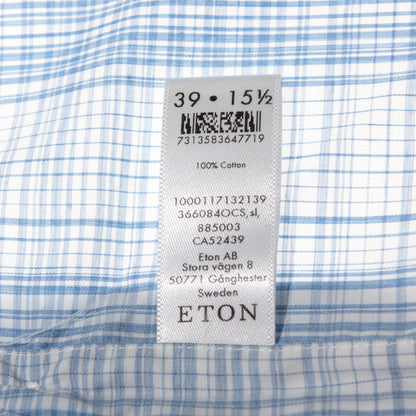 39 • 15½
7313583647719
100% Cotton
1000117132139
366084OCS, sl,
885003
CA52439
Eton AB
Stora vägen 8
50771 Gånghester
Sweden
ETON